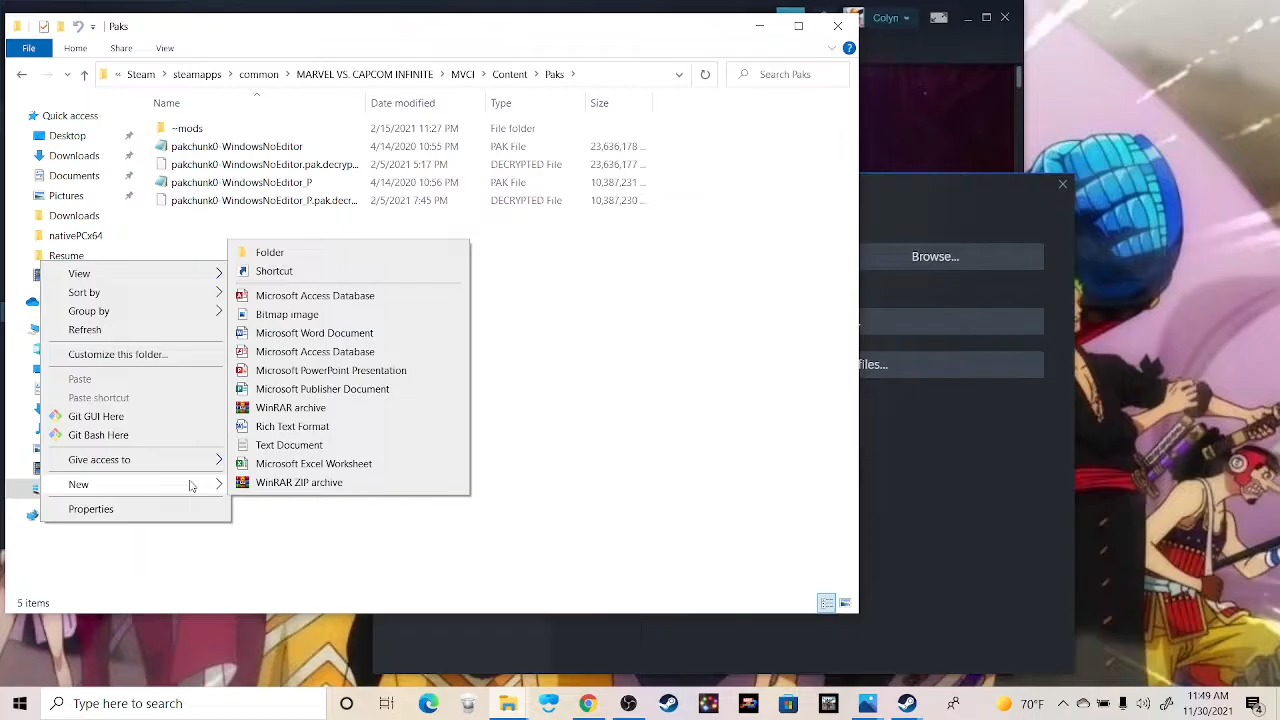 Paks
Colyn
File
Home
Share
View
« Steam > steamapps > common > MARVEL VS. CAPCOM INFINITE > MVCI > Content > Paks >
Search Paks
Name
Date modified
Type
Size
Quick access
Desktop
Downloads
Documents
Pictures
Downloads
nativePCx64
Resume
~mods 2/15/2021 11:27 PM File folder
pakchunk0-WindowsNoEditor 4/14/2020 10:55 PM PAK File 23,636,178 ...
pakchunk0-WindowsNoEditor.pak.decryp... 2/5/2021 5:17 PM DECRYPTED File 23,636,177 ...
pakchunk0-WindowsNoEditor_P 4/14/2020 10:56 PM PAK File 10,387,231 ...
pakchunk0-WindowsNoEditor_P.pak.decr... 2/5/2021 7:45 PM DECRYPTED File 10,387,230 ...
View
Sort by
Group by
Refresh
Customize this folder...
Paste
Paste shortcut
Git GUI Here
Git Bash Here
Give access to
New
Properties
Folder
Shortcut
Microsoft Access Database
Bitmap image
Microsoft Word Document
Microsoft Access Database
Microsoft PowerPoint Presentation
Microsoft Publisher Document
WinRAR archive
Rich Text Format
Text Document
Microsoft Excel Worksheet
WinRAR ZIP archive
Browse...
files...
5 items
Type here to search
70°F
11:49 AM
11/30/2021
4